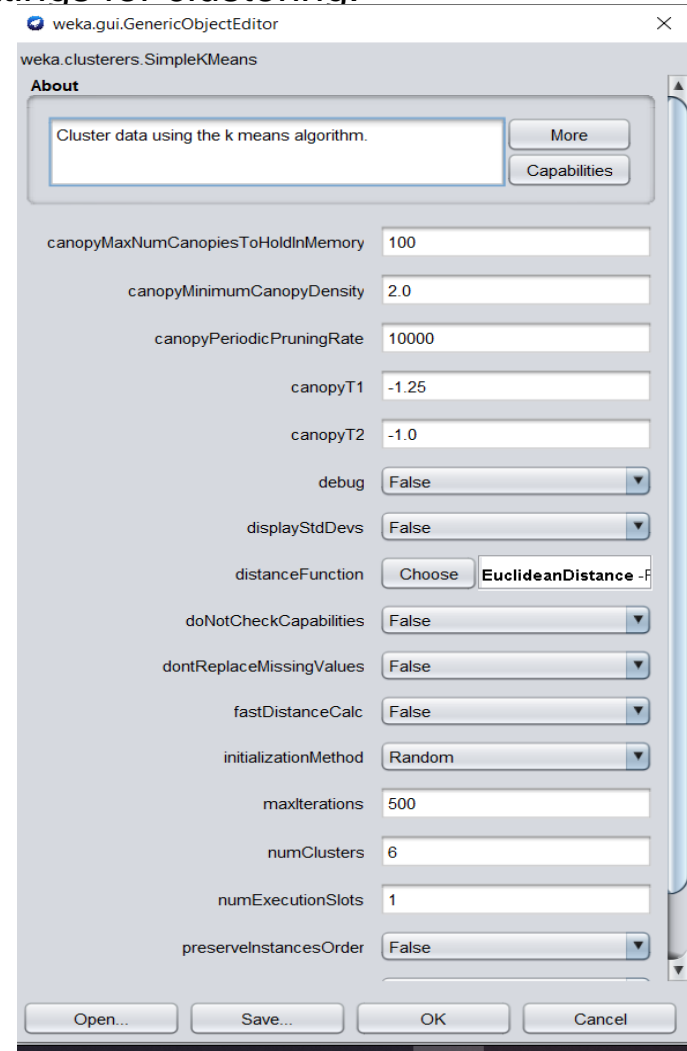 for clustering.
weka.gui.GenericObjectEditor
weka.clusterers.SimpleKMeans
About
Cluster data using the k means algorithm.
More
Capabilities
canopyMaxNumCanopiesToHoldInMemory 100
canopyMinimumCanopyDensity 2.0
canopyPeriodicPruningRate 10000
canopyT1 -1.25
canopyT2 -1.0
debug False
displayStdDevs False
distanceFunction Choose EuclideanDistance -R
doNotCheckCapabilities False
dontReplaceMissingValues False
fastDistanceCalc False
initializationMethod Random
maxIterations 500
numClusters 6
numExecutionSlots 1
preserveInstancesOrder False
Open... Save... OK Cancel